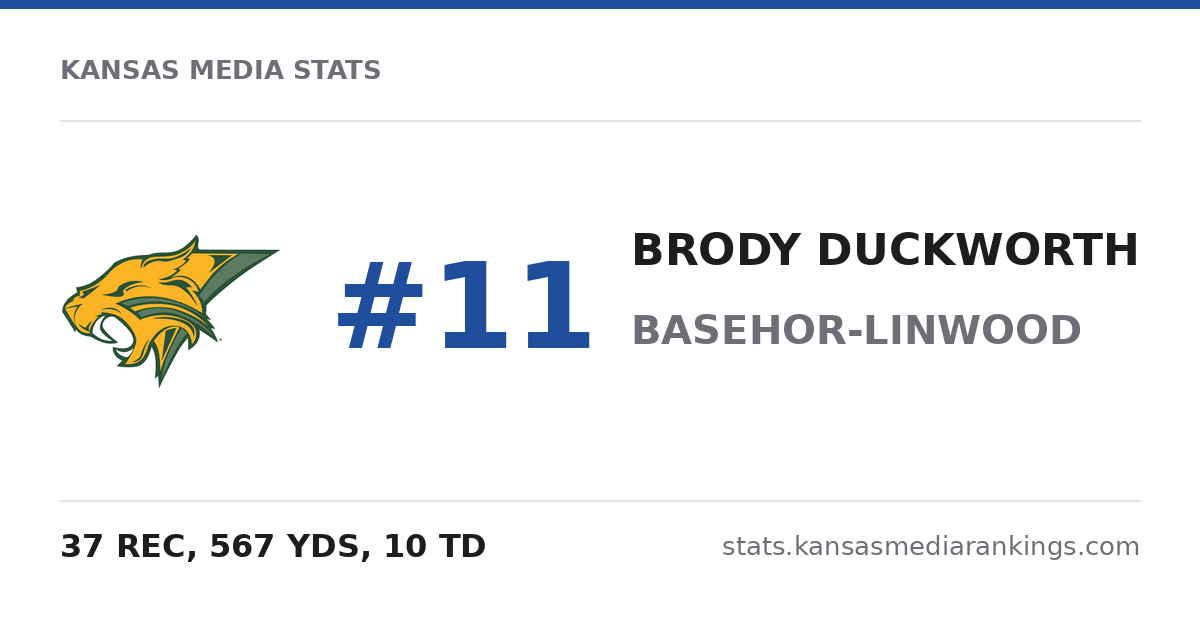 KANSAS MEDIA STATS
#11
BRODY DUCKWORTH
BASEHOR-LINWOOD
37 REC, 567 YDS, 10 TD
stats.kansasmediarankings.com